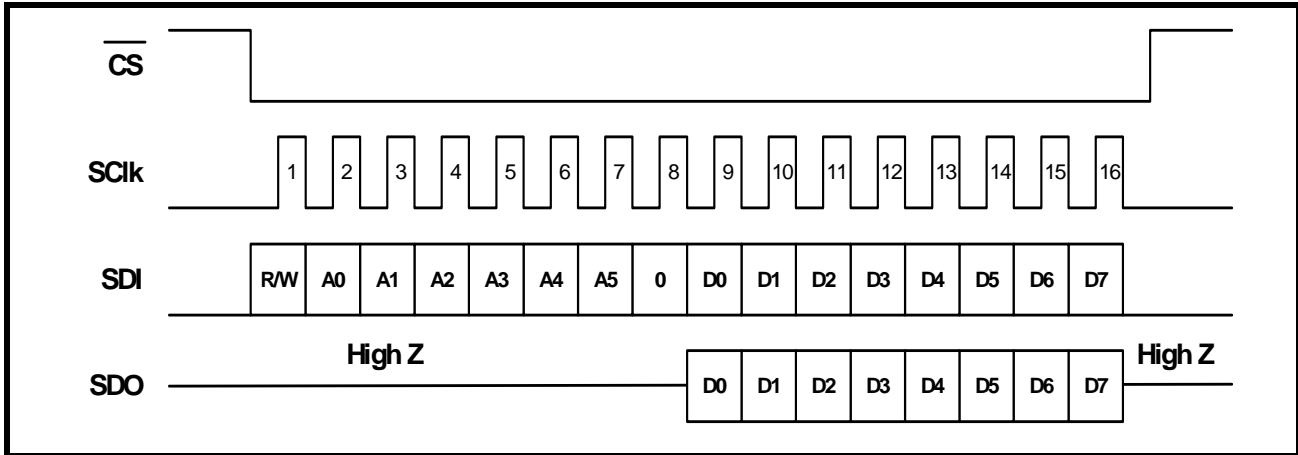 CS
SClk 1 2 3 4 5 6 7 8 9 10 11 12 13 14 15 16
SDI R/W A0 A1 A2 A3 A4 A5 0 D0 D1 D2 D3 D4 D5 D6 D7
High Z High Z
SDO D0 D1 D2 D3 D4 D5 D6 D7